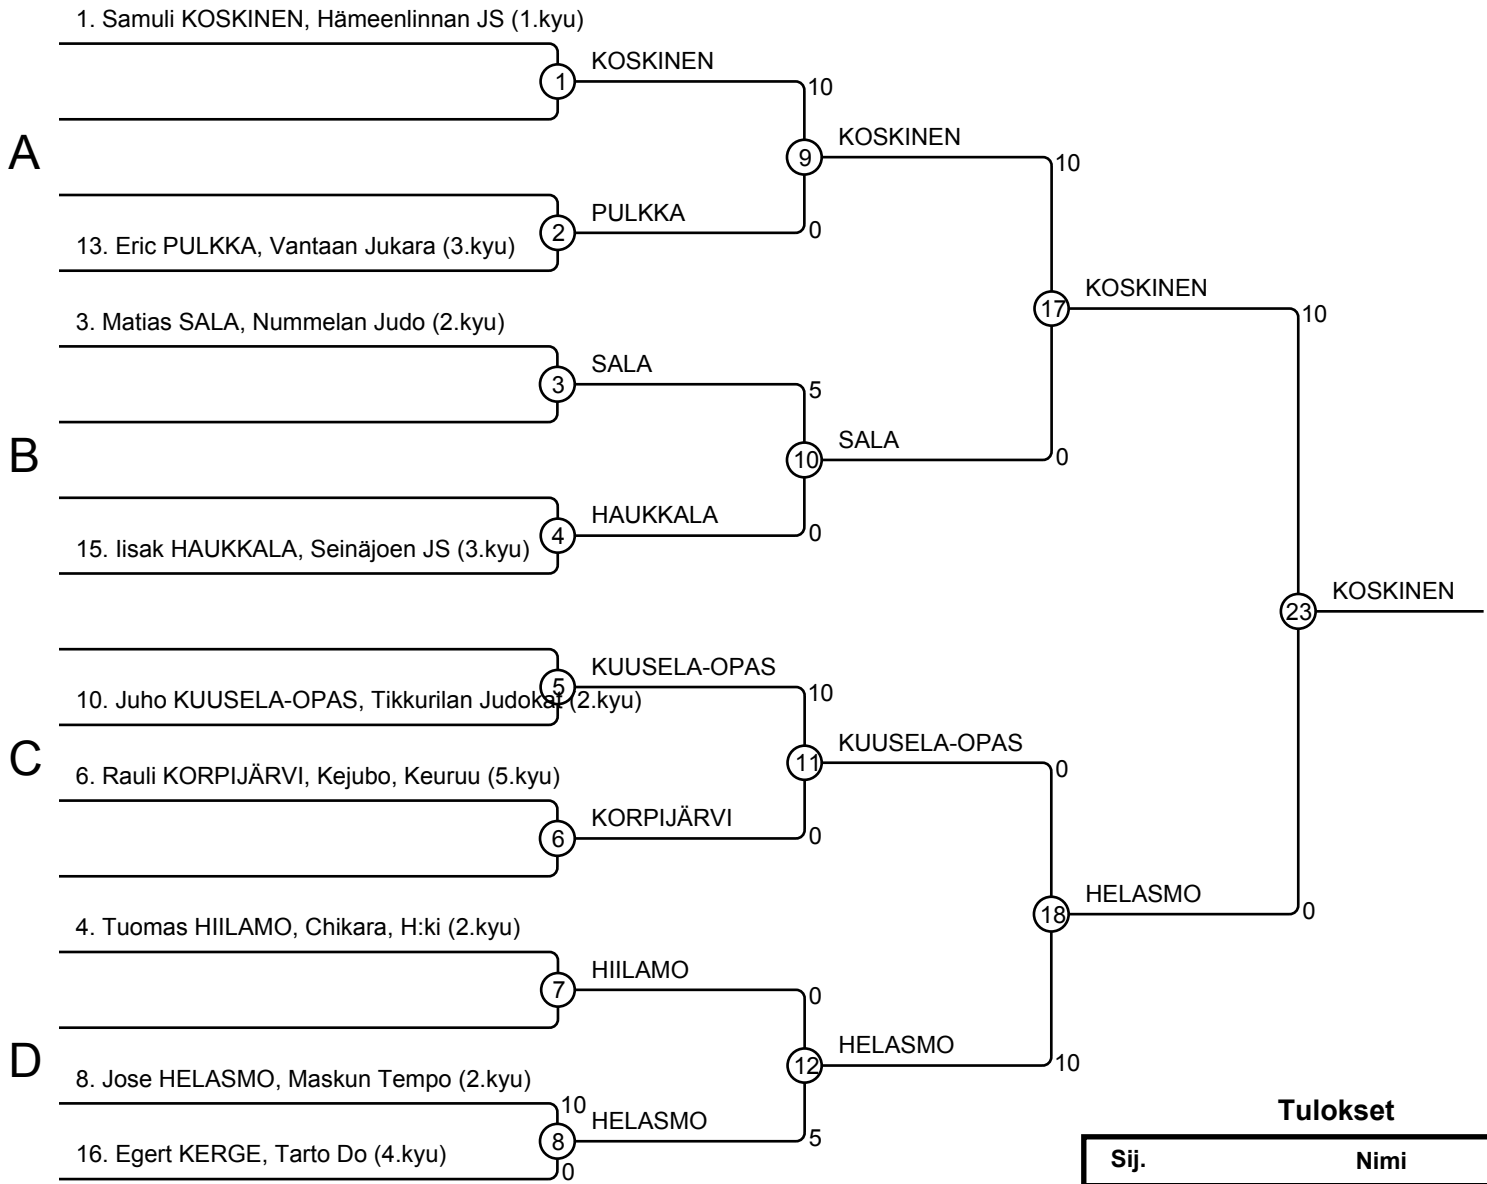 1. Samuli KOSKINEN, Hämeenlinnan JS (1.kyu)
1
KOSKINEN
10
A
9
KOSKINEN
10
2
PULKKA
0
13. Eric PULKKA, Vantaan Jukara (3.kyu)
3. Matias SALA, Nummelan Judo (2.kyu)
17
KOSKINEN
10
3
SALA
5
B
10
SALA
0
4
HAUKKALA
0
15. Iisak HAUKKALA, Seinäjoen JS (3.kyu)
23
KOSKINEN
5
KUUSELA-OPAS
10
10. Juho KUUSELA-OPAS, Tikkurilan Judokat (2.kyu)
C
11
KUUSELA-OPAS
0
6. Rauli KORPIJÄRVI, Kejubo, Keuruu (5.kyu)
6
KORPIJÄRVI
0
18
HELASMO
0
4. Tuomas HIILAMO, Chikara, H:ki (2.kyu)
7
HIILAMO
0
D
12
HELASMO
10
8. Jose HELASMO, Maskun Tempo (2.kyu)
10
8
HELASMO
5
16. Egert KERGE, Tarto Do (4.kyu)
0
Tulokset
Sij. Nimi